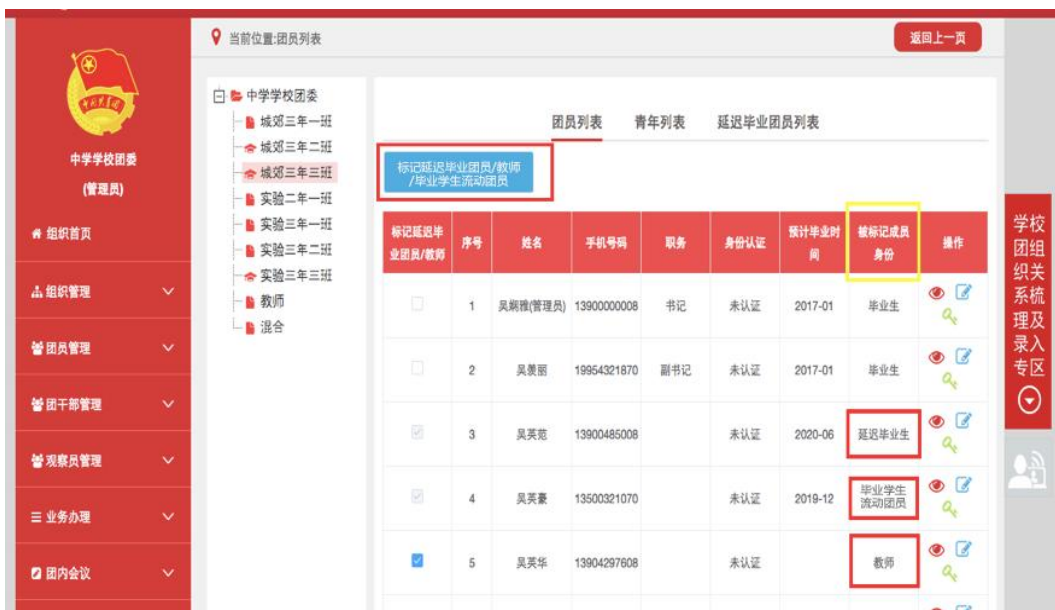 当前位置:团员列表
返回上一页
中学学校团委
(管理员)
组织首页
组织管理
团员管理
团干部管理
观察员管理
业务办理
团内会议
中学学校团委
城郊三年一班
城郊三年二班
城郊三年三班
实验二年一班
实验三年一班
实验三年二班
实验三年三班
教师
混合
团员列表 青年列表 延迟毕业团员列表
标记延迟毕业团员/教师
/毕业学生流动团员
标记延迟毕
业团员/教师 序号 姓名 手机号码 职务 身份认证 预计毕业时
间 被标记成员
身份 操作
1 吴娴雅(管理员) 13900000008 书记 未认证 2017-01 毕业生
2 吴羡丽 19954321870 副书记 未认证 2017-01 毕业生
3 吴英范 13900485008 未认证 2020-06 延迟毕业生
4 吴英豪 13500321070 未认证 2019-12 毕业学生
流动团员
5 吴英华 13904297608 未认证 教师
学校
团组
织关
系梳
理及
录入
专区